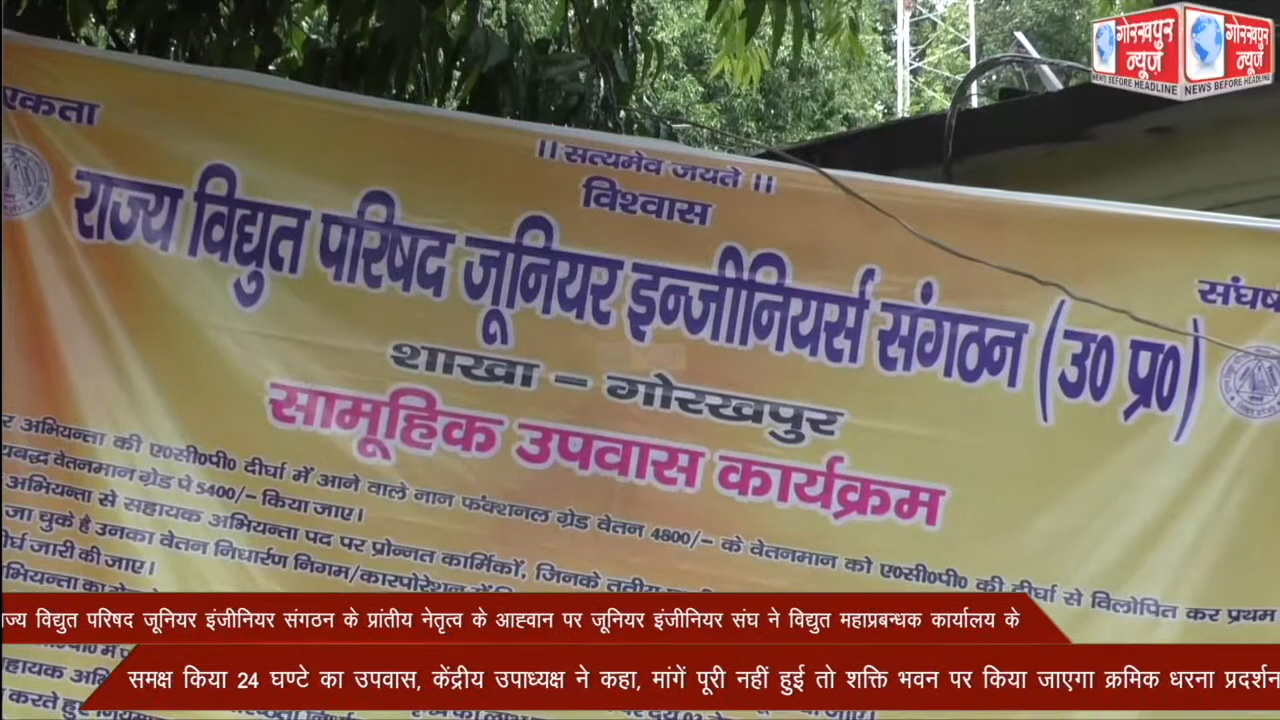 गोरखपुर न्यूज़ गोरखपुर न्यूज़
NEWS BEFORE HEADLINE NEWS BEFORE HEADLINE
एकता
।। सत्यमेव जयते ।।
विश्वास
संघर्ष
राज्य विद्युत परिषद जूनियर इन्जीनियर्स संगठन (उ0 प्र0)
शाखा – गोरखपुर
सामूहिक उपवास कार्यक्रम
अभियन्ता की ए०सी०पी० दीर्घा में आने वाले नान फंक्शनल ग्रेड वेतन 4800/- के वेतनमान को ए०सी०पी० की दीर्घा से विलोपित कर प्रथम
वेतनमान ग्रेड पे 5400/- किया जाए।
अभियन्ता से सहायक अभियन्ता पद पर प्रोन्नत कार्मिकों, जिनके तृतीय
जा चुके है उनका वेतन निर्धारण निगम/कारपोरेशन में
जारी की जाए।
राज्य विद्युत परिषद जूनियर इंजीनियर संगठन के प्रांतीय नेतृत्व के आह्वान पर जूनियर इंजीनियर संघ ने विद्युत महाप्रबन्धक कार्यालय के
समक्ष किया 24 घण्टे का उपवास, केंद्रीय उपाध्यक्ष ने कहा, मांगें पूरी नहीं हुई तो शक्ति भवन पर किया जाएगा क्रमिक धरना प्रदर्शन